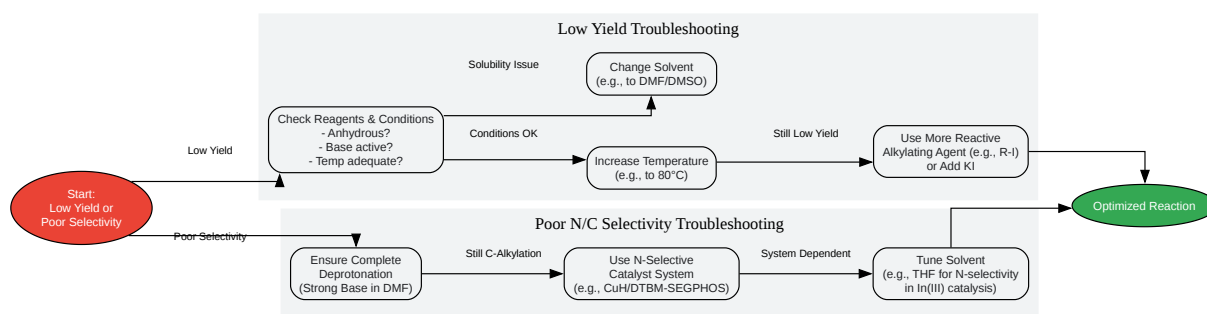 Low Yield Troubleshooting
Solubility Issue
Change Solvent
(e.g., to DMF/DMSO)
Check Reagents & Conditions
- Anhydrous?
- Base active?
- Temp adequate?
Conditions OK
Still Low Yield
Use More Reactive
Alkylating Agent (e.g., R-I)
or Add KI
Low Yield
Increase Temperature
(e.g., to 80°C)
Start:
Low Yield or
Poor Selectivity
Optimized Reaction
Poor N/C Selectivity Troubleshooting
Poor Selectivity
Ensure Complete
Deprotonation
(Strong Base in DMF)
Still C-Alkylation
Use N-Selective
Catalyst System
(e.g., CuH/DTBM-SEGPHOS)
System Dependent
Tune Solvent
(e.g., THF for N-selectivity
in In(III) catalysis)